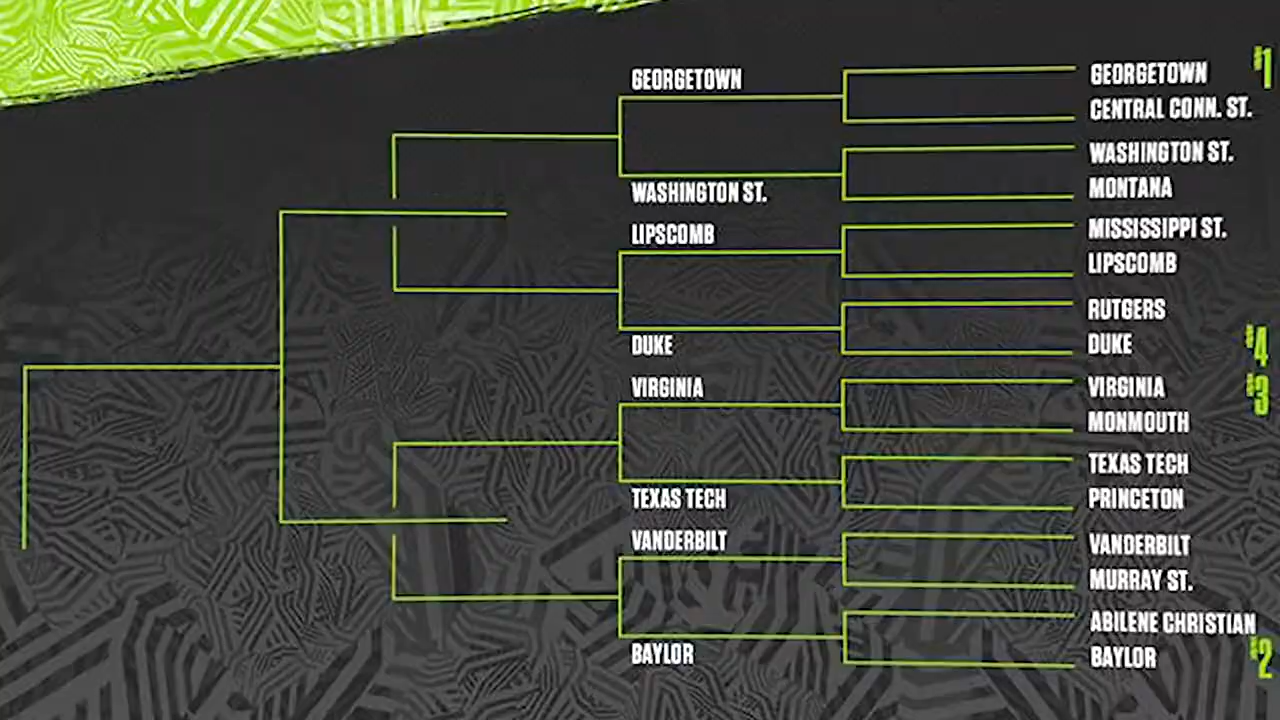 GEORGETOWN
WASHINGTON ST.
LIPSCOMB
DUKE
VIRGINIA
TEXAS TECH
VANDERBILT
BAYLOR
GEORGETOWN #1
CENTRAL CONN. ST.
WASHINGTON ST.
MONTANA
MISSISSIPPI ST.
LIPSCOMB
RUTGERS
DUKE #4
VIRGINIA #3
MONMOUTH
TEXAS TECH
PRINCETON
VANDERBILT
MURRAY ST.
ABILENE CHRISTIAN
BAYLOR #2